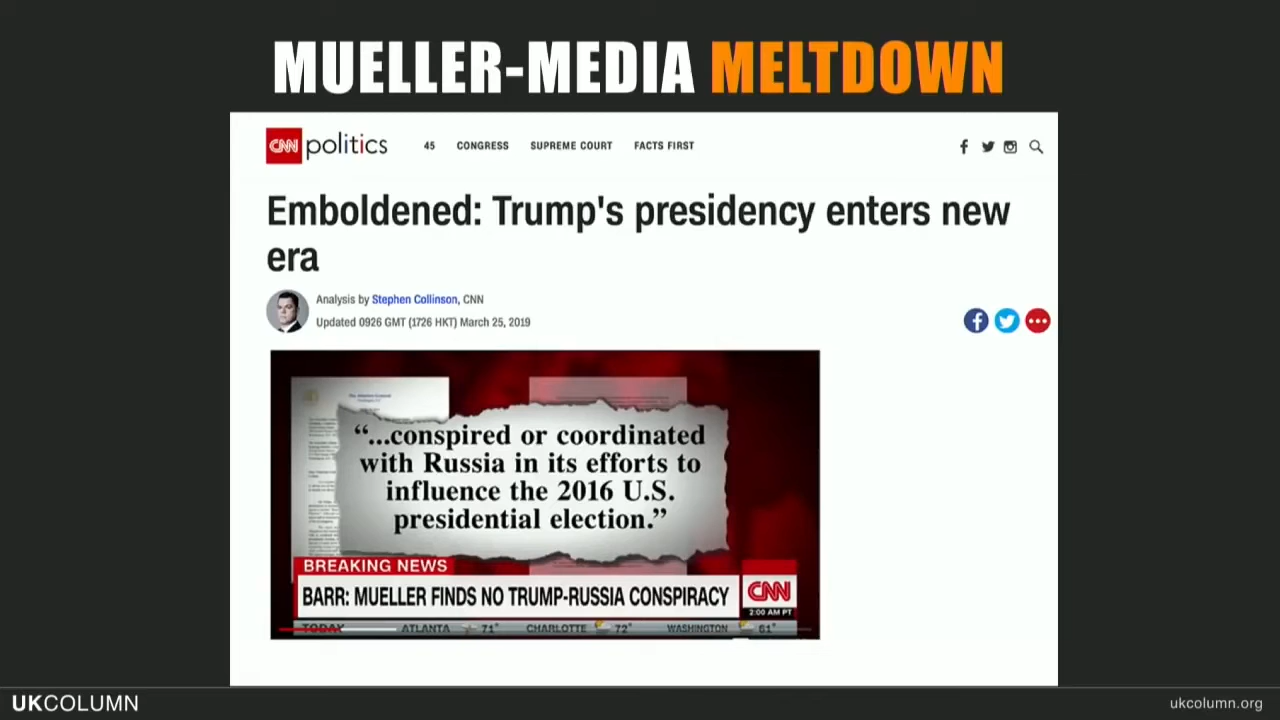 MUELLER-MEDIA MELTDOWN
CNN politics 45 CONGRESS SUPREME COURT FACTS FIRST
Emboldened: Trump's presidency enters new
era
Analysis by Stephen Collinson, CNN
Updated 0926 GMT (1726 HKT) March 25, 2019
“...conspired or coordinated
with Russia in its efforts to
influence the 2016 U.S.
presidential election.”
BREAKING NEWS
BARR: MUELLER FINDS NO TRUMP-RUSSIA CONSPIRACY
CNN
2:00 AM PT
TODAY ATLANTA 71° CHARLOTTE 72° WASHINGTON 61°
UKCOLUMN
ukcolumn.org